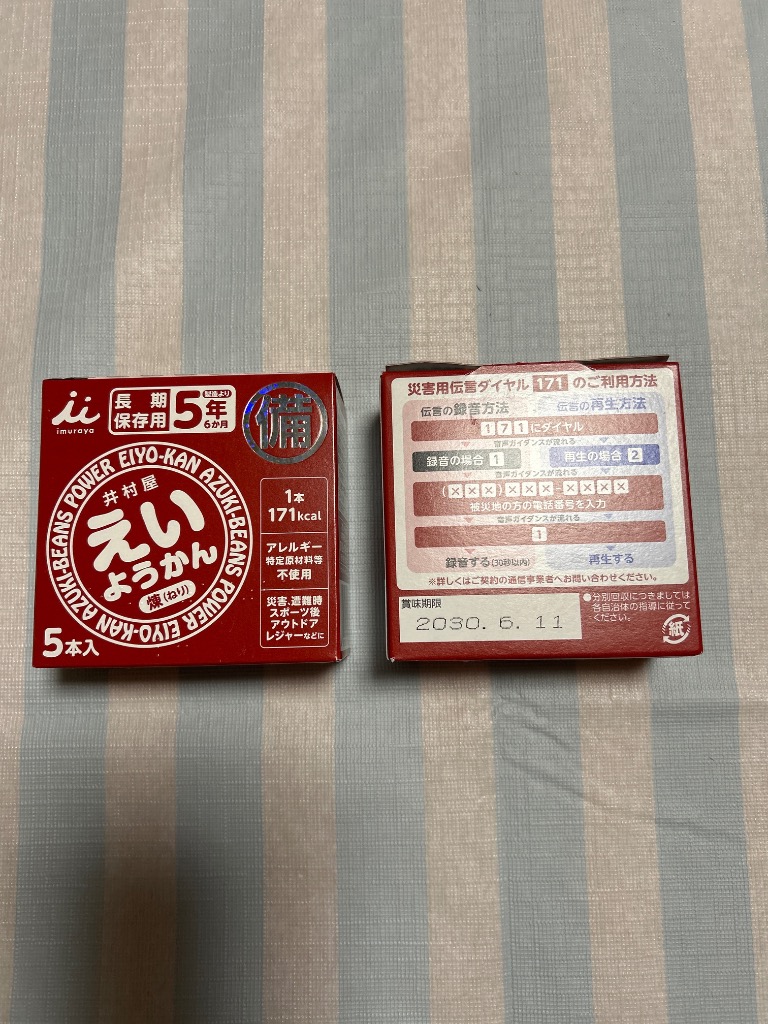 imuraya
長期
保存用
製造より
5年
6か月
備
AZUKI-BEANS POWER EIYO-KAN AZUKI-BEANS POWER EIYO-KAN
井村屋
えい
ようかん
煉(ねり)
5本入
1本
171kcal
アレルギー
特定原材料等
不使用
災害、遭難時
スポーツ後
アウトドア
レジャーなどに
災害用伝言ダイヤル 171 のご利用方法
伝言の録音方法 伝言の再生方法
171にダイヤル
音声ガイダンスが流れる
録音の場合 1 再生の場合 2
音声ガイダンスが流れる
(×××)×××-××××
被災地の方の電話番号を入力
音声ガイダンスが流れる
1
録音する(30秒以内) 再生する
※詳しくはご契約の通信事業者へお問い合わせください。
賞味期限
2030. 6. 11
●分別回収につきましては
各自治体の指導に従って
ください。
紙